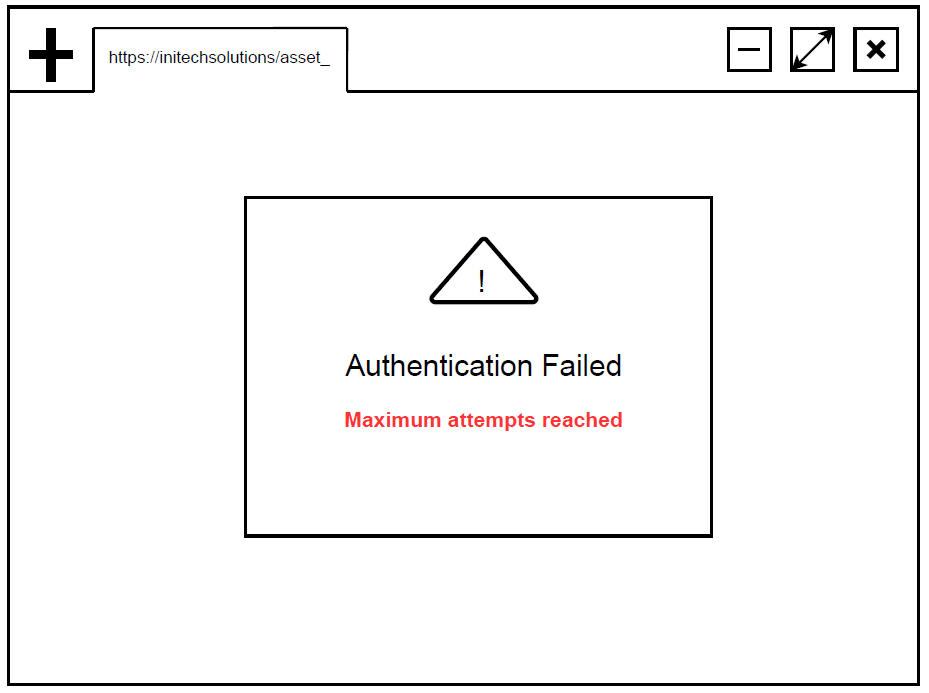 https://initechsolutions/asset_
!
Authentication Failed
Maximum attempts reached